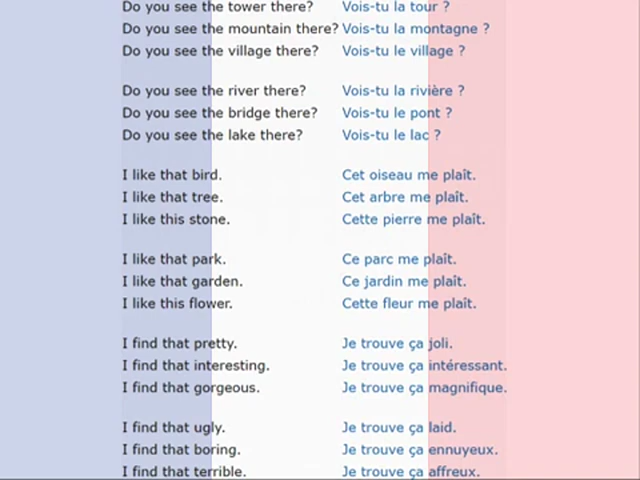 Do you see the tower there? Vois-tu la tour ?
Do you see the mountain there? Vois-tu la montagne ?
Do you see the village there? Vois-tu le village ?
Do you see the river there? Vois-tu la rivière ?
Do you see the bridge there? Vois-tu le pont ?
Do you see the lake there? Vois-tu le lac ?
I like that bird. Cet oiseau me plaît.
I like that tree. Cet arbre me plaît.
I like this stone. Cette pierre me plaît.
I like that park. Ce parc me plaît.
I like that garden. Ce jardin me plaît.
I like this flower. Cette fleur me plaît.
I find that pretty. Je trouve ça joli.
I find that interesting. Je trouve ça intéressant.
I find that gorgeous. Je trouve ça magnifique.
I find that ugly. Je trouve ça laid.
I find that boring. Je trouve ça ennuyeux.
I find that terrible. Je trouve ça affreux.